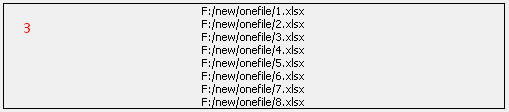 3
F:/new/onefile/1.xlsx
F:/new/onefile/2.xlsx
F:/new/onefile/3.xlsx
F:/new/onefile/4.xlsx
F:/new/onefile/5.xlsx
F:/new/onefile/6.xlsx
F:/new/onefile/7.xlsx
F:/new/onefile/8.xlsx